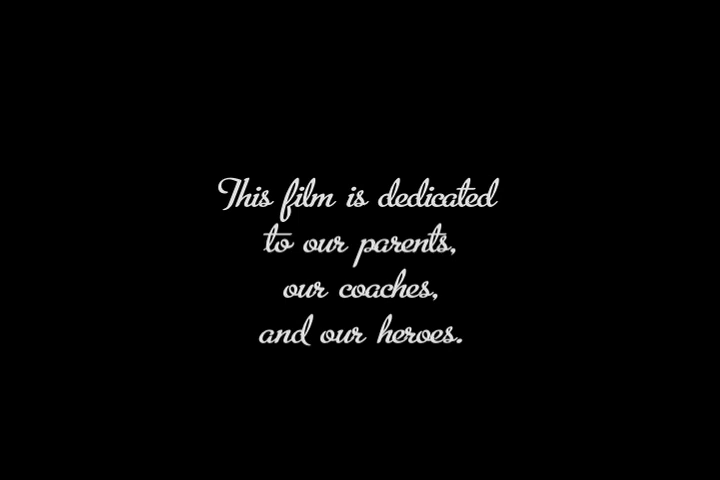 This film is dedicated
to our parents,
our coaches,
and our heroes.